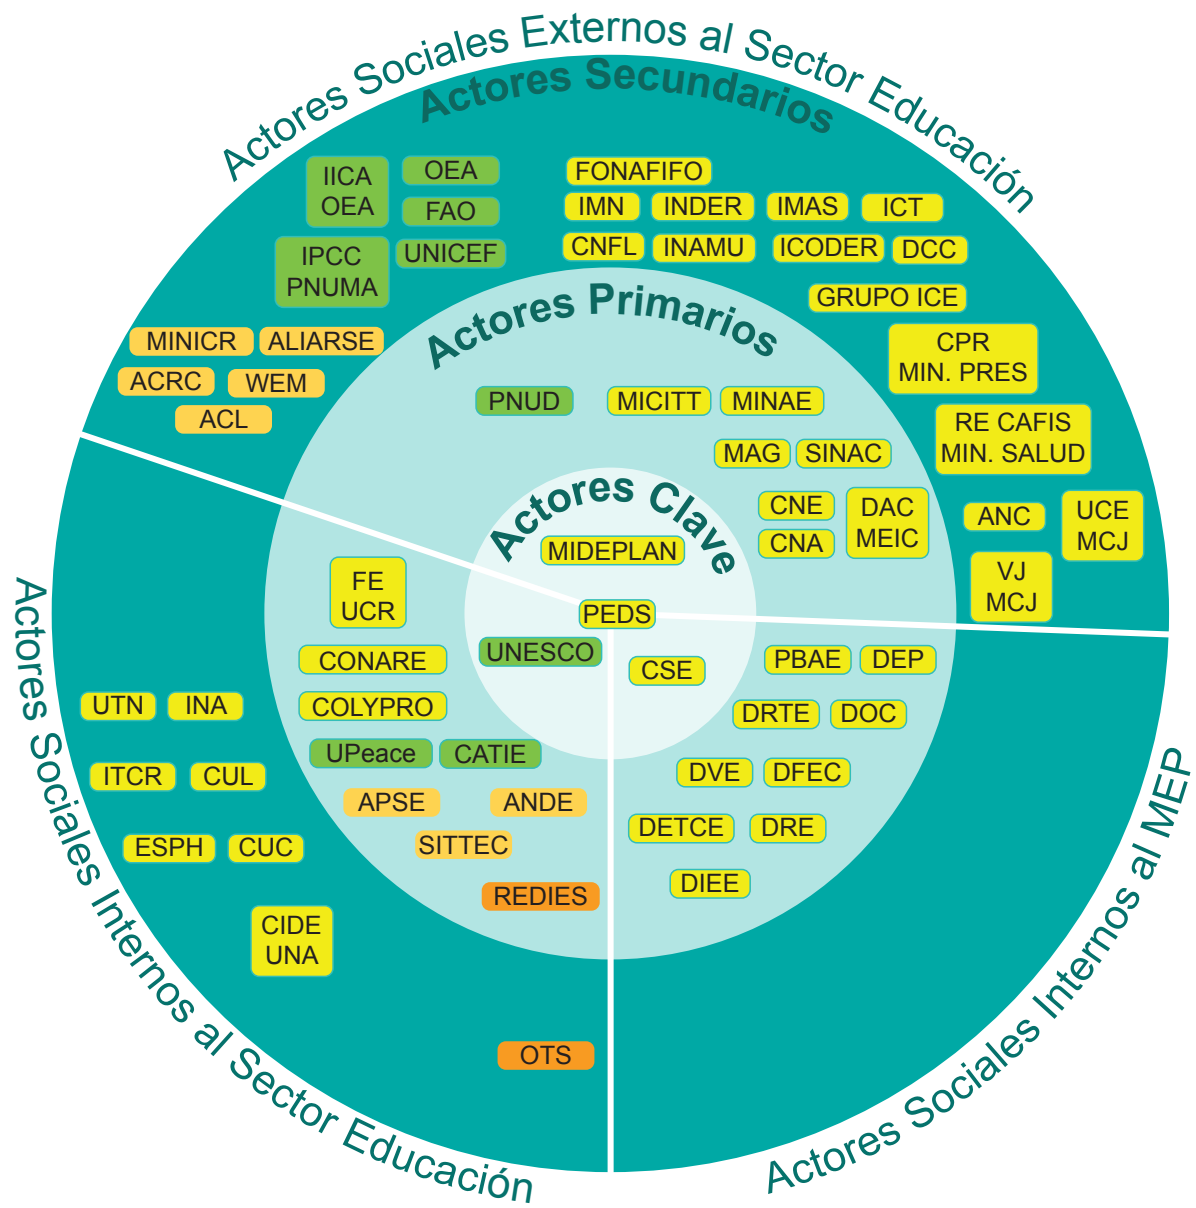 Actores Sociales Externos al Sector Educación
Actores Secundarios
IICA
OEA
OEA
FAO
IPCC
PNUMA
UNICEF
FONAFIFO
IMN
INDER
IMAS
ICT
CNFL
INAMU
ICODER
DCC
GRUPO ICE
CPR
MIN. PRES
RE CAFIS
MIN. SALUD
ANC
UCE
MCJ
VJ
MCJ
MINICR
ALIARSE
ACRC
WEM
ACL
Actores Primarios
PNUD
MICITT
MINAE
MAG
SINAC
CNE
CNA
DAC
MEIC
Actores Clave
MIDEPLAN
PEDS
UNESCO
CSE
FE
UCR
CONARE
COLYPRO
UPeace
CATIE
APSE
ANDE
SITTEC
REDIES
PBAE
DEP
DRTE
DOC
DVE
DFEC
DETCE
DRE
DIEE
UTN
INA
ITCR
CUL
ESPH
CUC
CIDE
UNA
OTS
Actores Sociales Internos al Sector Educación
Actores Sociales Internos al MEP